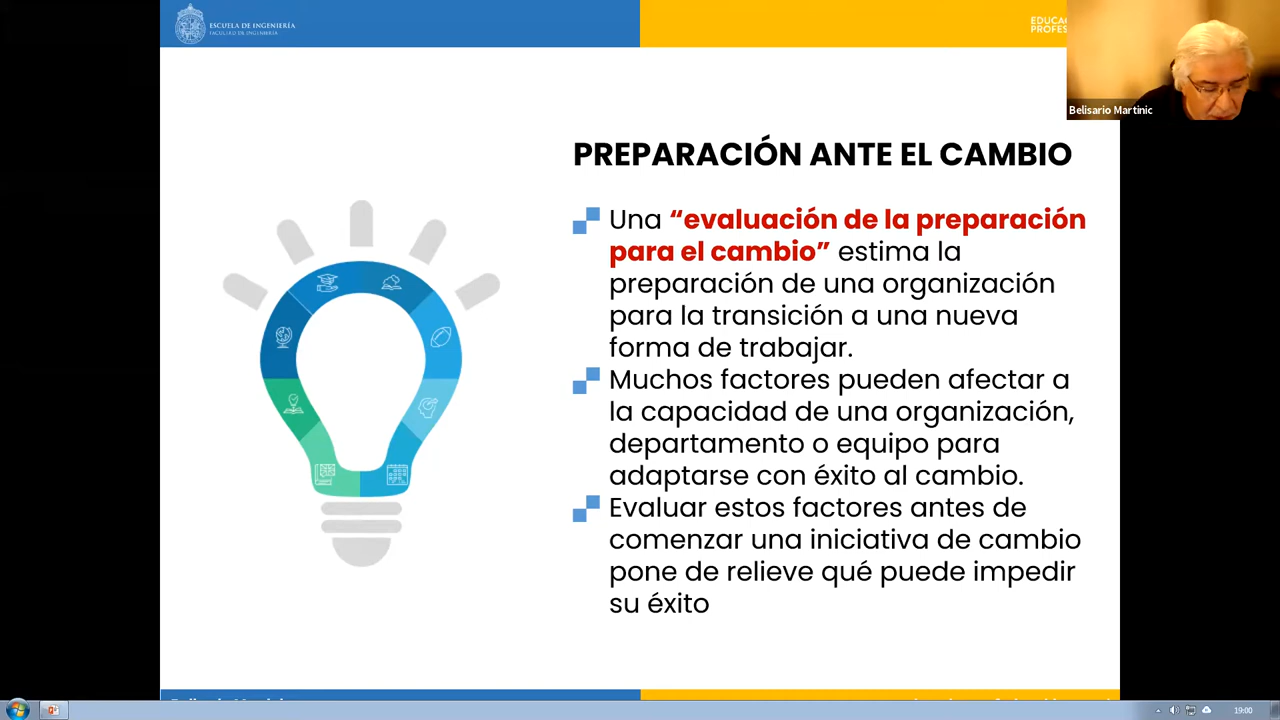 ESCUELA DE INGENIERÍA
FACULTAD DE INGENIERÍA
Belisario Martinic
PREPARACIÓN ANTE EL CAMBIO
Una “evaluación de la preparación
para el cambio” estima la
preparación de una organización
para la transición a una nueva
forma de trabajar.
Muchos factores pueden afectar a
la capacidad de una organización,
departamento o equipo para
adaptarse con éxito al cambio.
Evaluar estos factores antes de
comenzar una iniciativa de cambio
pone de relieve qué puede impedir
su éxito
19:00